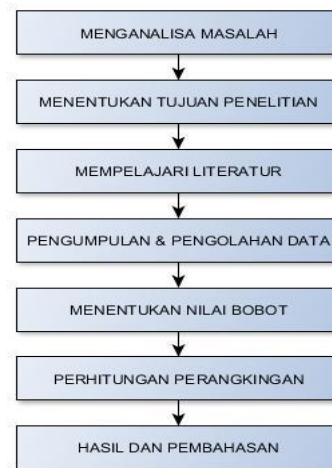 MENGANALISA MASALAH
MENENTUKAN TUJUAN PENELITIAN
MEMPELAJARI LITERATUR
PENGUMPULAN & PENGOLAHAN DATA
MENENTUKAN NILAI BOBOT
PERHITUNGAN PERANGKINGAN
HASIL DAN PEMBAHASAN